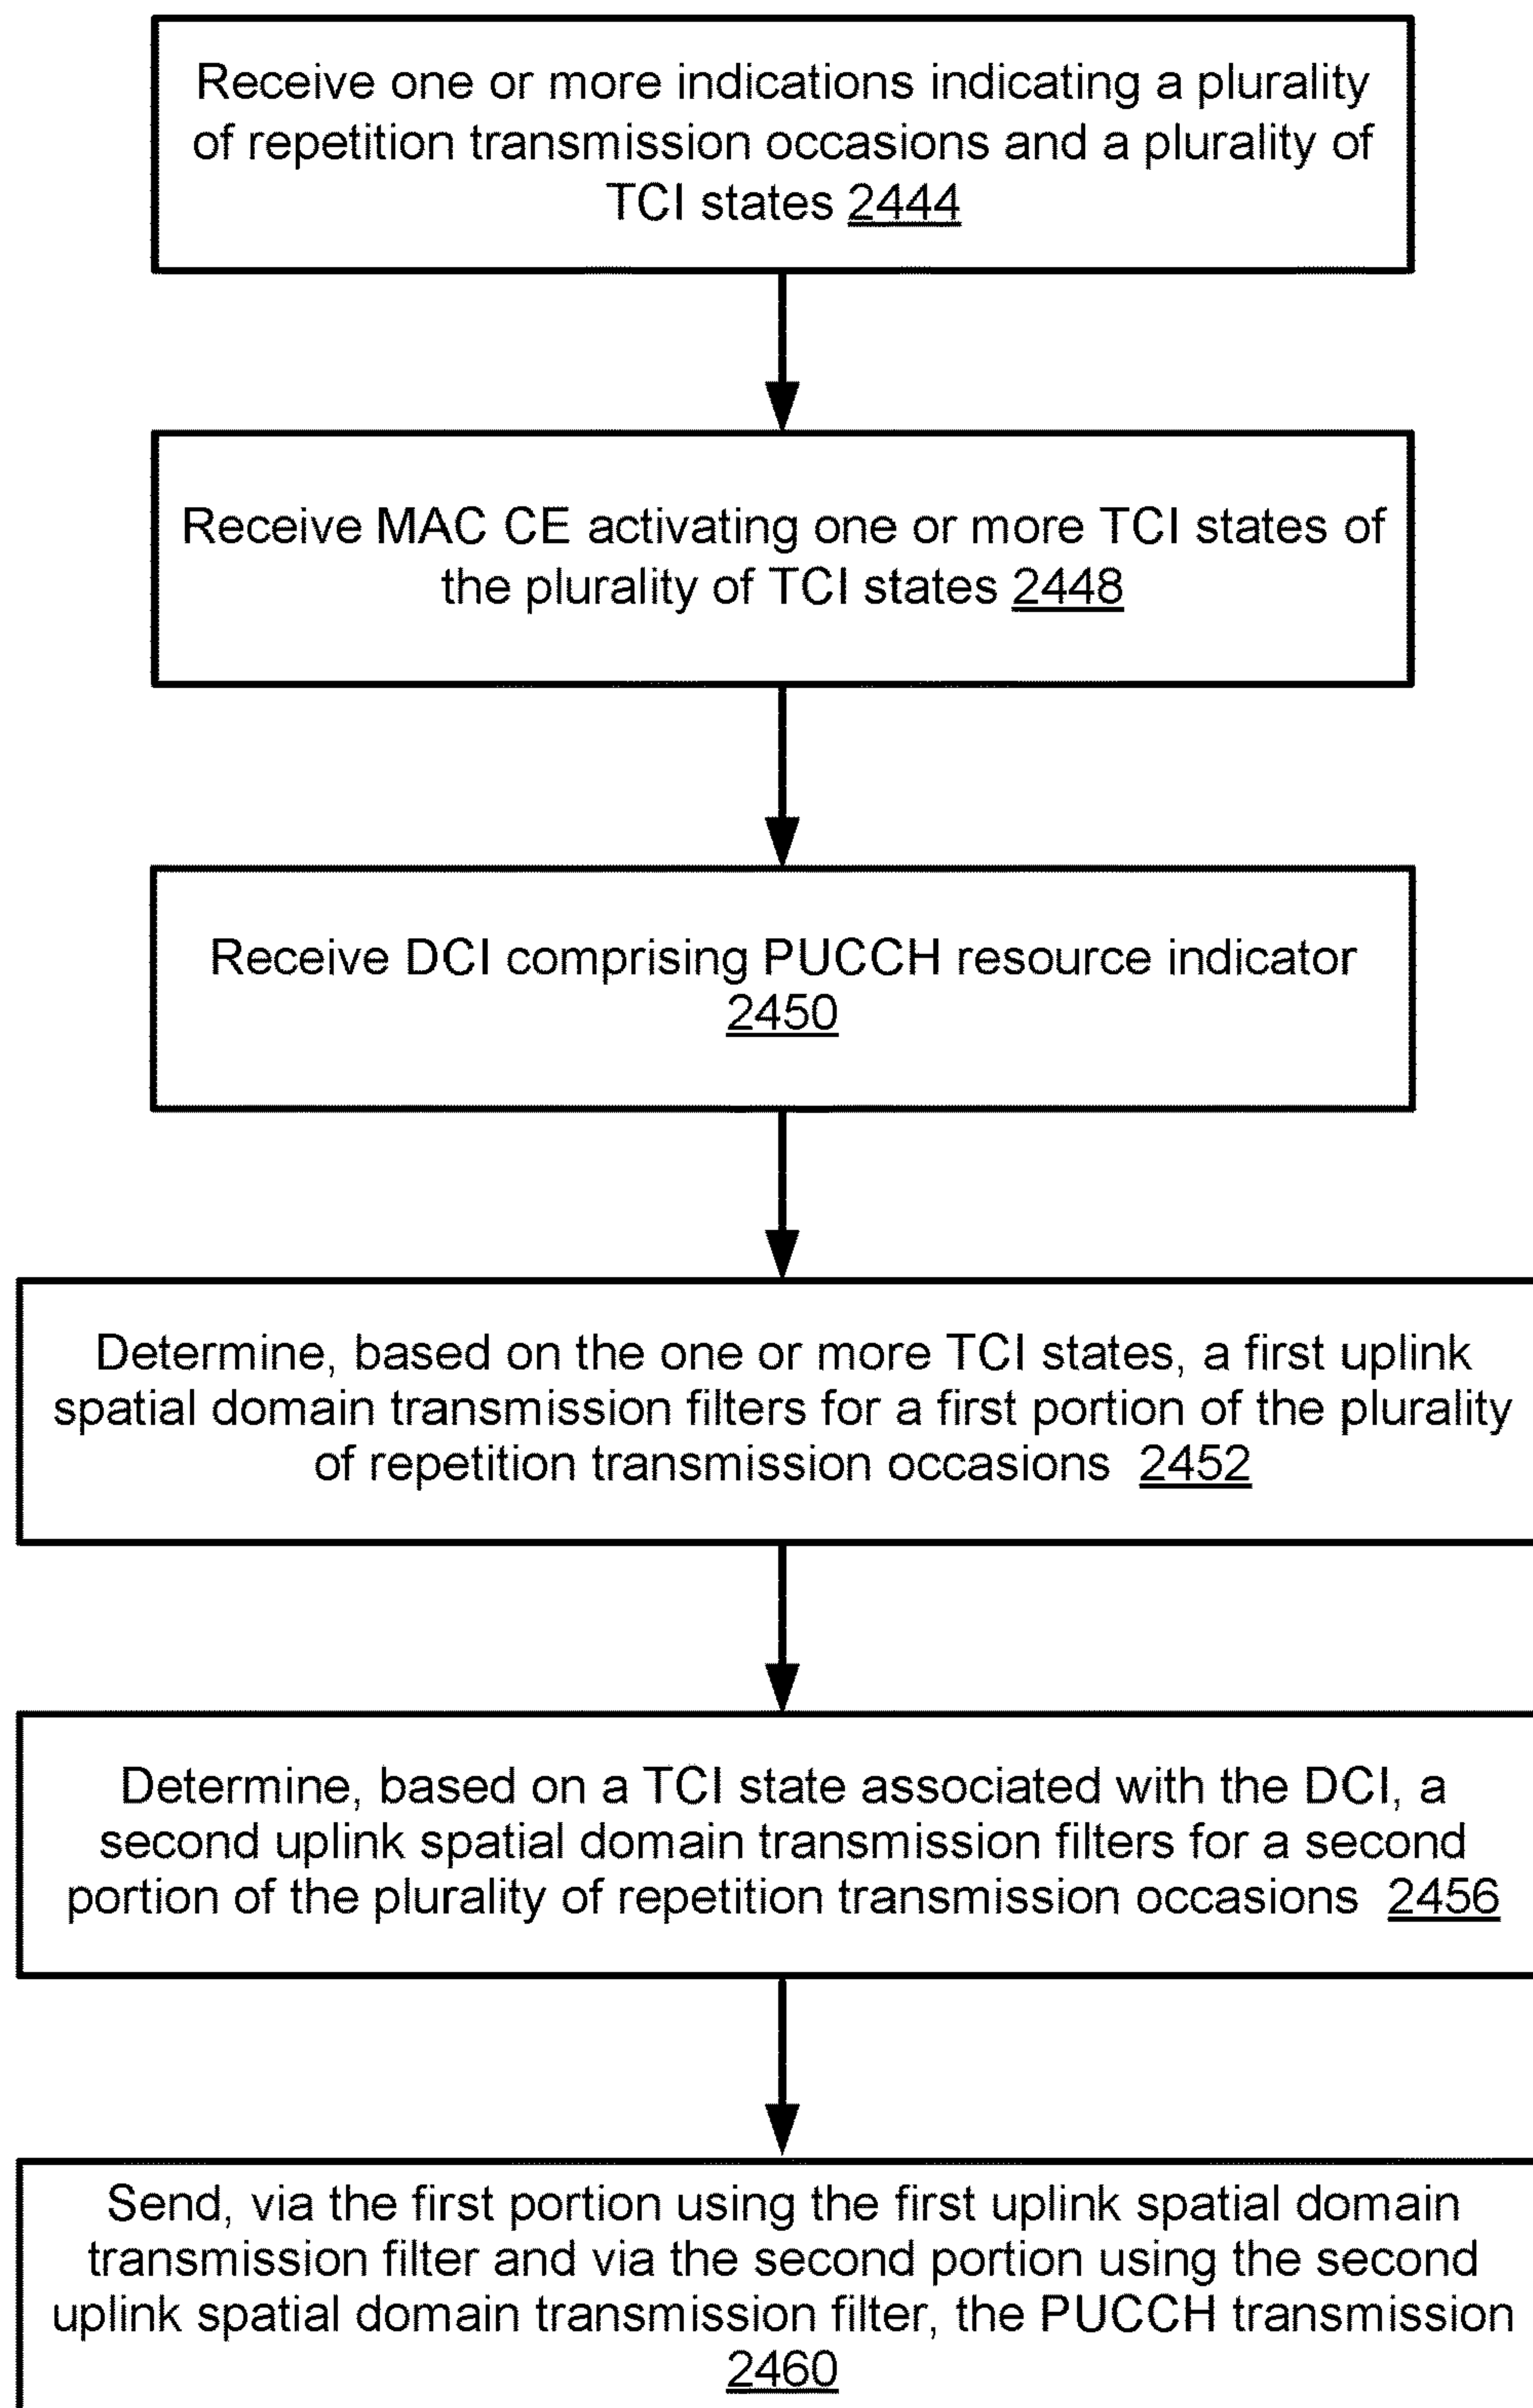 Receive one or more indications indicating a plurality
of repetition transmission occasions and a plurality of
TCI states 2444
Receive MAC CE activating one or more TCI states of
the plurality of TCI states 2448
Receive DCI comprising PUCCH resource indicator
2450
Determine, based on the one or more TCI states, a first uplink
spatial domain transmission filters for a first portion of the plurality
of repetition transmission occasions 2452
Determine, based on a TCI state associated with the DCI, a
second uplink spatial domain transmission filters for a second
portion of the plurality of repetition transmission occasions 2456
Send, via the first portion using the first uplink spatial domain
transmission filter and via the second portion using the second
uplink spatial domain transmission filter, the PUCCH transmission
2460